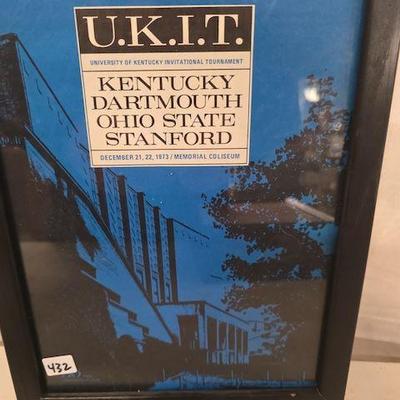 U.K.I.T.
UNIVERSITY OF KENTUCKY INVITATIONAL TOURNAMENT
KENTUCKY
DARTMOUTH
OHIO STATE
STANFORD
DECEMBER 21, 22, 1973 / MEMORIAL COLISEUM
432